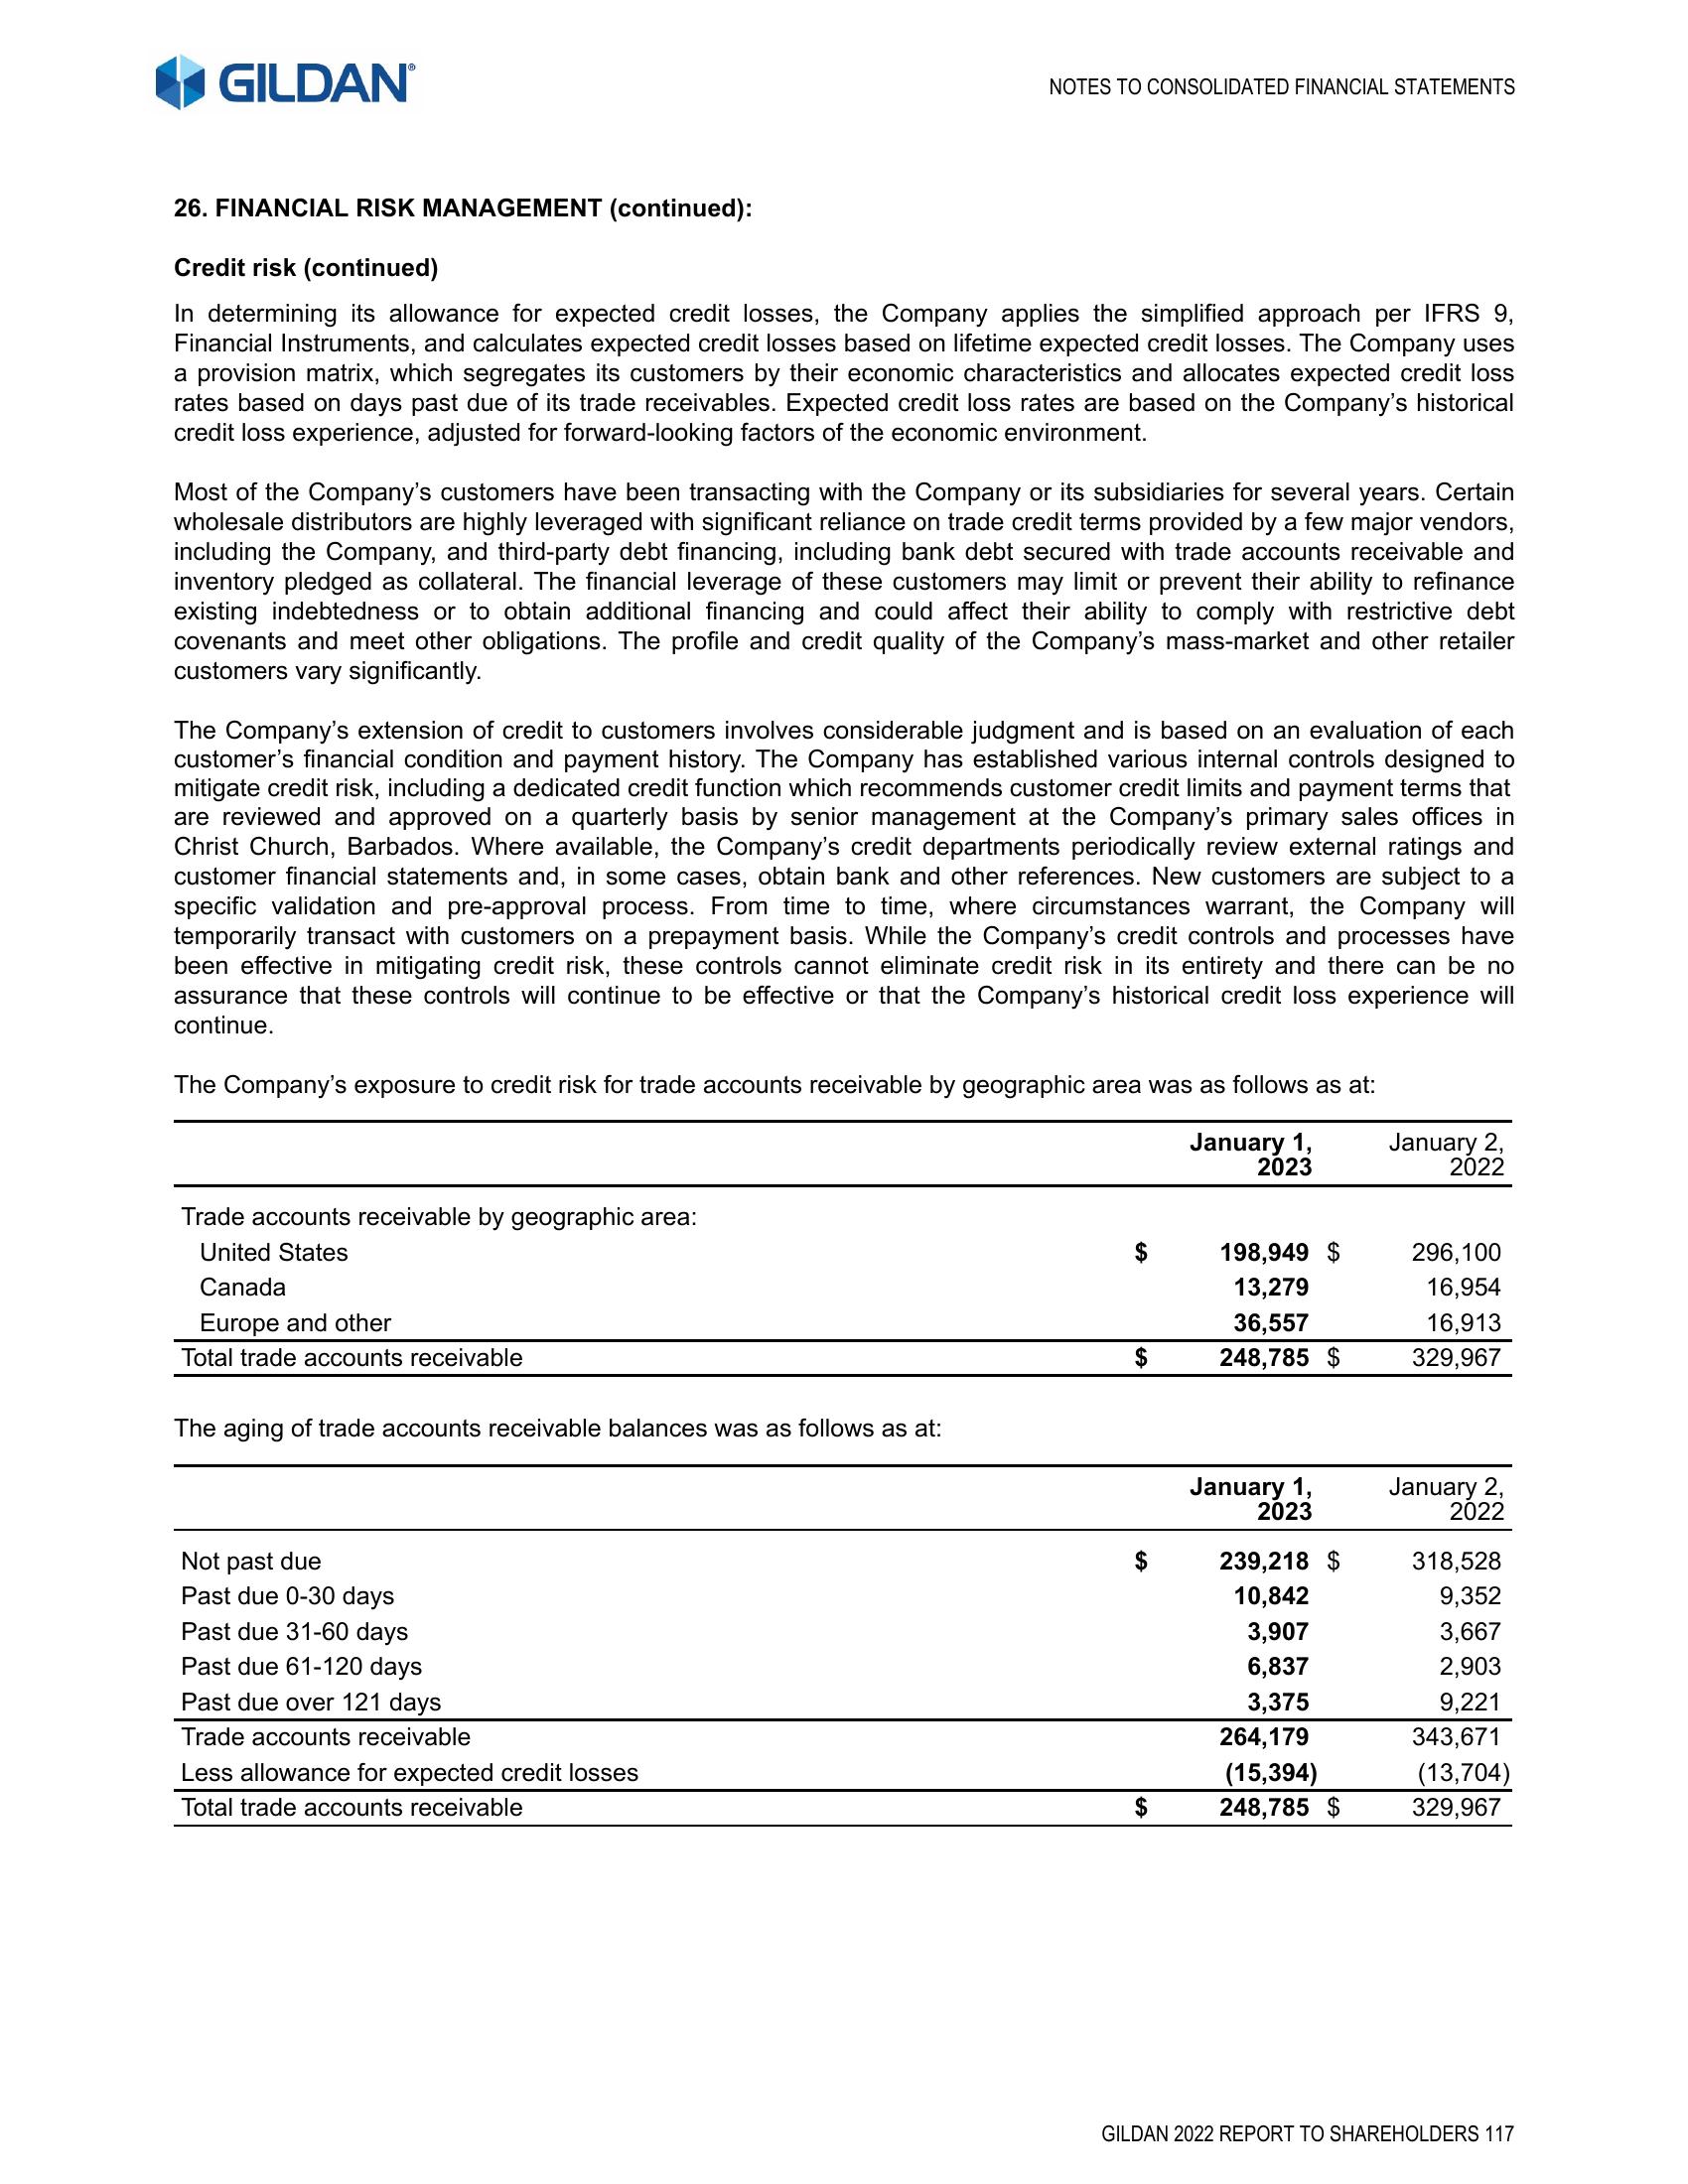 GILDAN®
NOTES TO CONSOLIDATED FINANCIAL STATEMENTS
26. FINANCIAL RISK MANAGEMENT (continued):
Credit risk (continued)
In determining its allowance for expected credit losses, the Company applies the simplified approach per IFRS 9,
Financial Instruments, and calculates expected credit losses based on lifetime expected credit losses. The Company uses
a provision matrix, which segregates its customers by their economic characteristics and allocates expected credit loss
rates based on days past due of its trade receivables. Expected credit loss rates are based on the Company’s historical
credit loss experience, adjusted for forward-looking factors of the economic environment.
Most of the Company’s customers have been transacting with the Company or its subsidiaries for several years. Certain
wholesale distributors are highly leveraged with significant reliance on trade credit terms provided by a few major vendors,
including the Company, and third-party debt financing, including bank debt secured with trade accounts receivable and
inventory pledged as collateral. The financial leverage of these customers may limit or prevent their ability to refinance
existing indebtedness or to obtain additional financing and could affect their ability to comply with restrictive debt
covenants and meet other obligations. The profile and credit quality of the Company’s mass-market and other retailer
customers vary significantly.
The Company’s extension of credit to customers involves considerable judgment and is based on an evaluation of each
customer’s financial condition and payment history. The Company has established various internal controls designed to
mitigate credit risk, including a dedicated credit function which recommends customer credit limits and payment terms that
are reviewed and approved on a quarterly basis by senior management at the Company’s primary sales offices in
Christ Church, Barbados. Where available, the Company’s credit departments periodically review external ratings and
customer financial statements and, in some cases, obtain bank and other references. New customers are subject to a
specific validation and pre-approval process. From time to time, where circumstances warrant, the Company will
temporarily transact with customers on a prepayment basis. While the Company’s credit controls and processes have
been effective in mitigating credit risk, these controls cannot eliminate credit risk in its entirety and there can be no
assurance that these controls will continue to be effective or that the Company’s historical credit loss experience will
continue.
The Company’s exposure to credit risk for trade accounts receivable by geographic area was as follows as at:
January 1, January 2,
2023 2022
Trade accounts receivable by geographic area:
United States $ 198,949 $ 296,100
Canada 13,279 16,954
Europe and other 36,557 16,913
Total trade accounts receivable $ 248,785 $ 329,967
The aging of trade accounts receivable balances was as follows as at:
January 1, January 2,
2023 2022
Not past due $ 239,218 $ 318,528
Past due 0-30 days 10,842 9,352
Past due 31-60 days 3,907 3,667
Past due 61-120 days 6,837 2,903
Past due over 121 days 3,375 9,221
Trade accounts receivable 264,179 343,671
Less allowance for expected credit losses (15,394) (13,704)
Total trade accounts receivable $ 248,785 $ 329,967
GILDAN 2022 REPORT TO SHAREHOLDERS 117